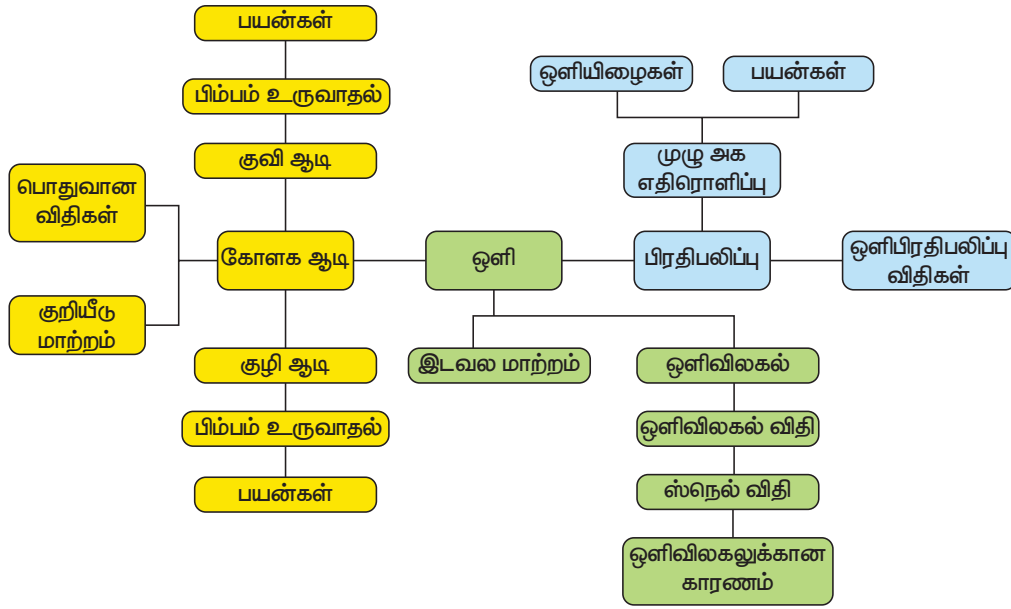 பயன்கள்
பிம்பம் உருவாதல்
குவி ஆடி
பொதுவான
விதிகள்
குறியீடு
மாற்றம்
கோளக ஆடி
குழி ஆடி
பிம்பம் உருவாதல்
பயன்கள்
ஒளி
இடவல மாற்றம்
ஒளிவிலகல்
ஒளிவிலகல் விதி
ஸ்நெல் விதி
ஒளிவிலகலுக்கான
காரணம்
ஒளியிழைகள்
பயன்கள்
முழு அக
எதிரொளிப்பு
பிரதிபலிப்பு
ஒளிபிரதிபலிப்பு
விதிகள்